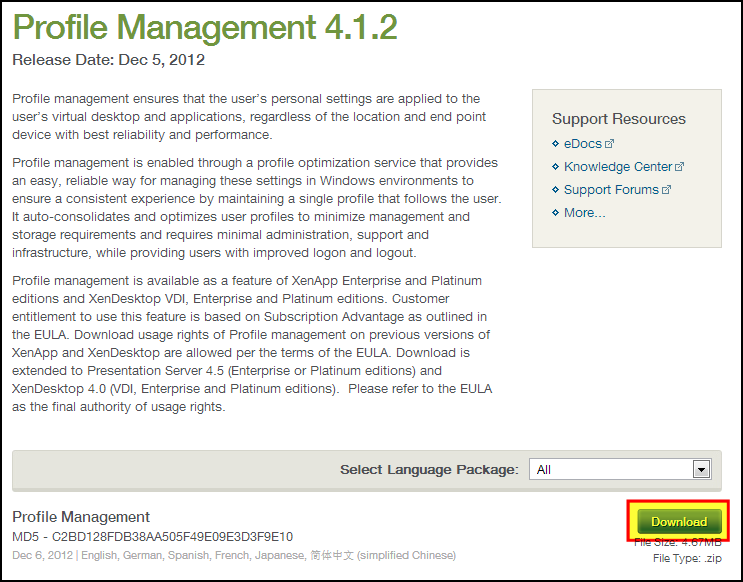 Profile Management 4.1.2
Release Date: Dec 5, 2012
Profile management ensures that the user's personal settings are applied to the
user's virtual desktop and applications, regardless of the location and end point
device with best reliability and performance.
Profile management is enabled through a profile optimization service that provides
an easy, reliable way for managing these settings in Windows environments to
ensure a consistent experience by maintaining a single profile that follows the user.
It auto-consolidates and optimizes user profiles to minimize management and
storage requirements and requires minimal administration, support and
infrastructure, while providing users with improved logon and logout.
Profile management is available as a feature of XenApp Enterprise and Platinum
editions and XenDesktop VDI, Enterprise and Platinum editions. Customer
entitlement to use this feature is based on Subscription Advantage as outlined in
the EULA. Download usage rights of Profile management on previous versions of
XenApp and XenDesktop are allowed per the terms of the EULA. Download is
extended to Presentation Server 4.5 (Enterprise or Platinum editions) and
XenDesktop 4.0 (VDI, Enterprise and Platinum editions).  Please refer to the EULA
as the final authority of usage rights.
Support Resources
eDocs
Knowledge Center
Support Forums
More...
Select Language Package: All
Profile Management
MD5 - C2BD128FDB38AA505F49E09E3D3F9E10
Dec 6, 2012 | English, German, Spanish, French, Japanese, 简体中文 (simplified Chinese)
Download
File Size: 4.67MB
File Type: .zip